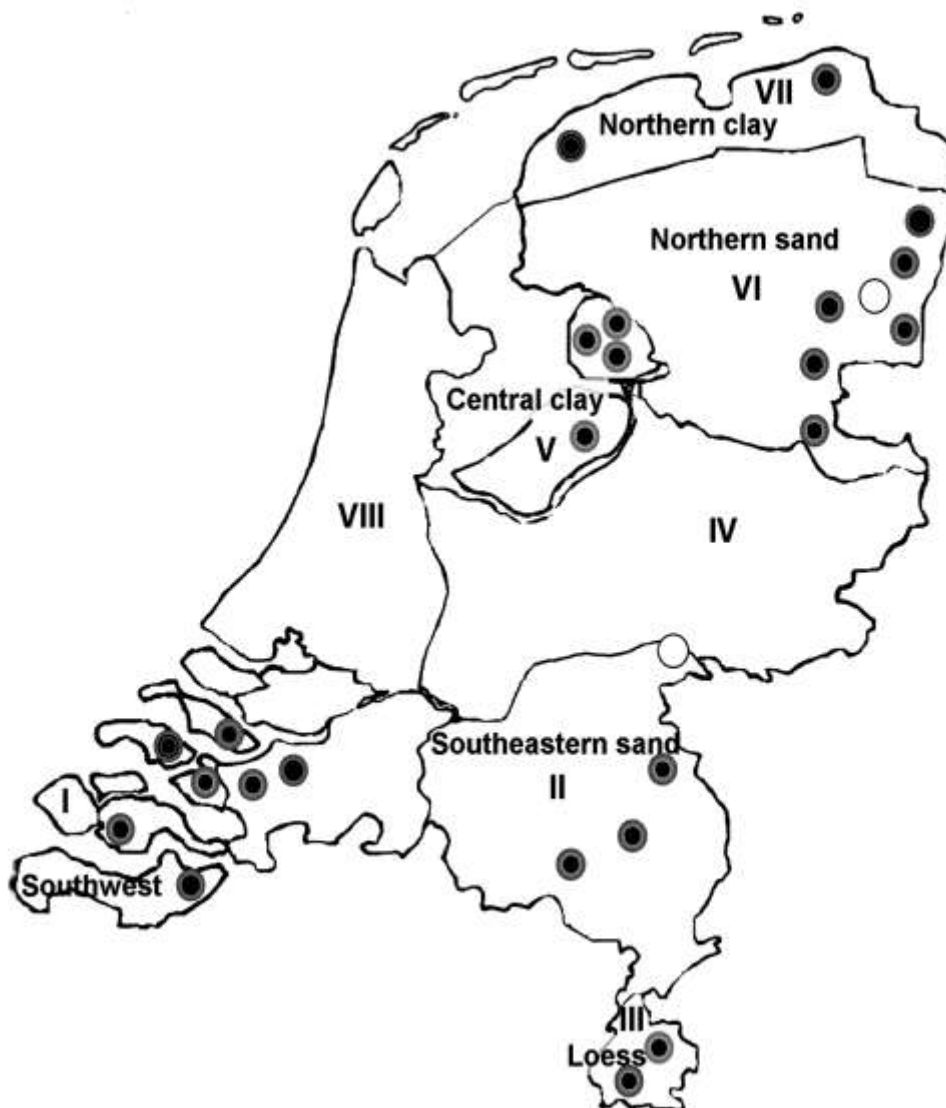 VII
Northern clay
Northern sand
VI
Central clay
V
VIII
IV
Southeastern sand
II
I
Southwest
III
Loess